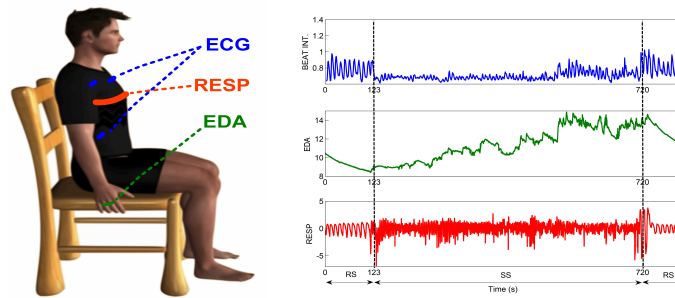 ECG
RESP
EDA
BEAT INT.
1.4
1.2
1
0.8
0 123 720
EDA
14
12
10
0 123 720
RESP
5
0
-5
0 123 720
RS SS RS
Time (s)